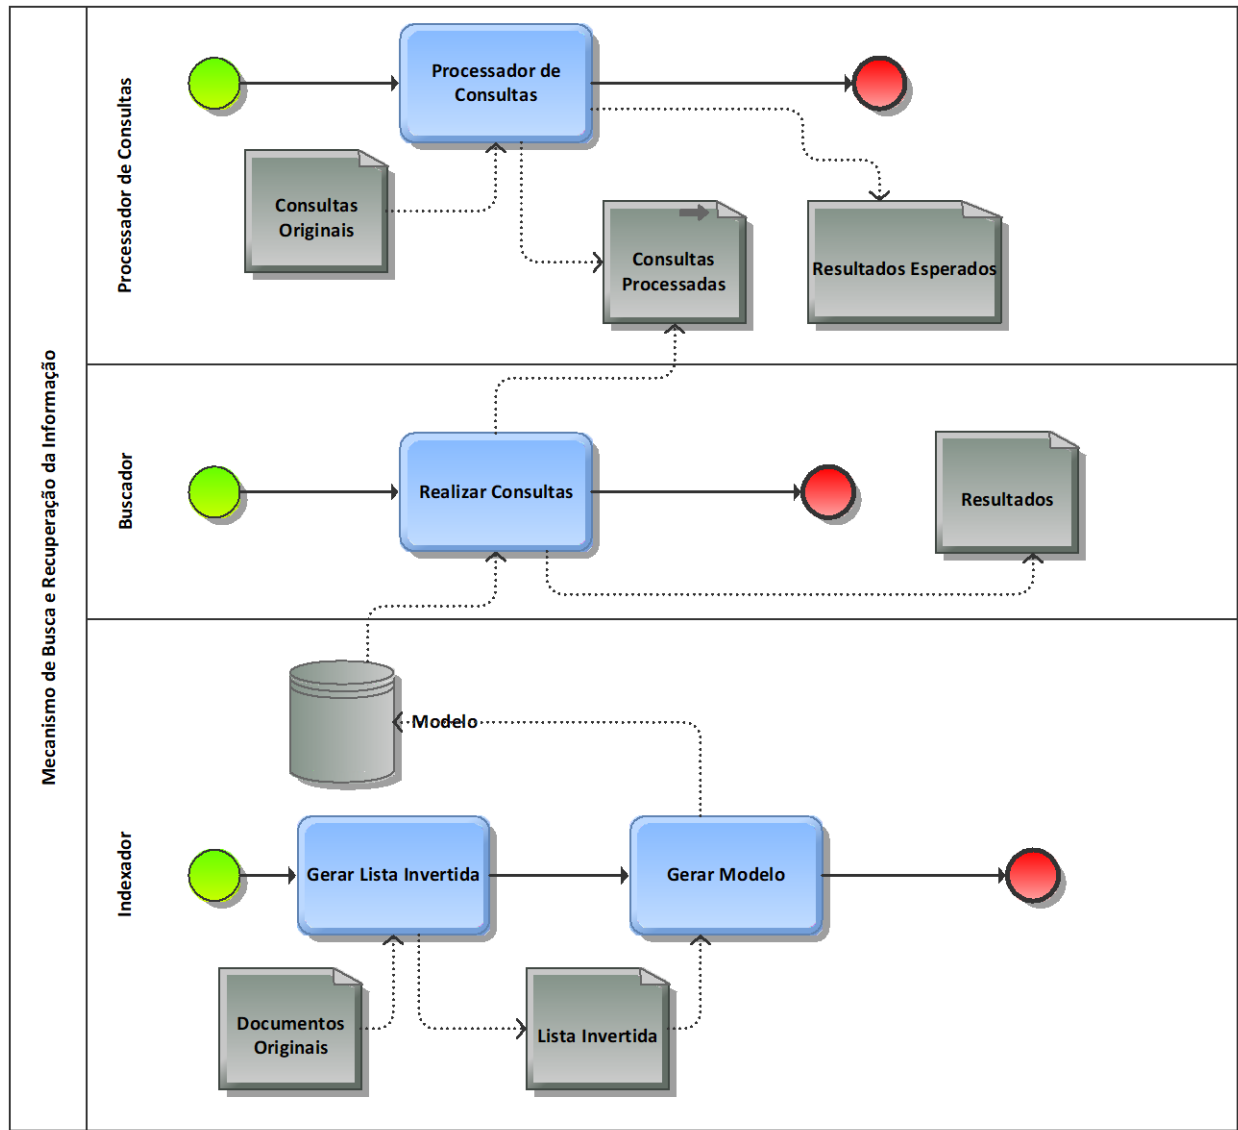 Mecanismo de Busca e Recuperação da Informação
Processador de Consultas
Processador de
Consultas
Consultas
Originais
Consultas
Processadas
Resultados Esperados
Buscador
Realizar Consultas
Resultados
Indexador
Modelo
Gerar Lista Invertida
Gerar Modelo
Documentos
Originais
Lista Invertida